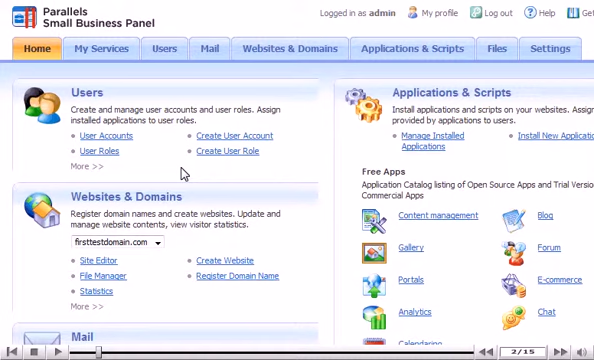 Parallels
Small Business Panel
Logged in as admin
My profile
Log out
Help
Get
Home
My Services
Users
Mail
Websites & Domains
Applications & Scripts
Files
Settings
Users
Create and manage user accounts and user roles. Assign
installed applications to user roles.
User Accounts
Create User Account
User Roles
Create User Role
More >>
Websites & Domains
Register domain names and create websites. Update and
manage website contents, view visitor statistics.
firsttestdomain.com
Site Editor
Create Website
File Manager
Register Domain Name
Statistics
More >>
Mail
Applications & Scripts
Install applications and scripts on your websites. Assign
provided by applications to users.
Manage Installed
Applications
Install New Applicatio
Free Apps
Application Catalog listing of Open Source Apps and Trial Version
Commercial Apps
Content management
Blog
Gallery
Forum
Portals
E-commerce
Analytics
Chat
Calendaring
2/15